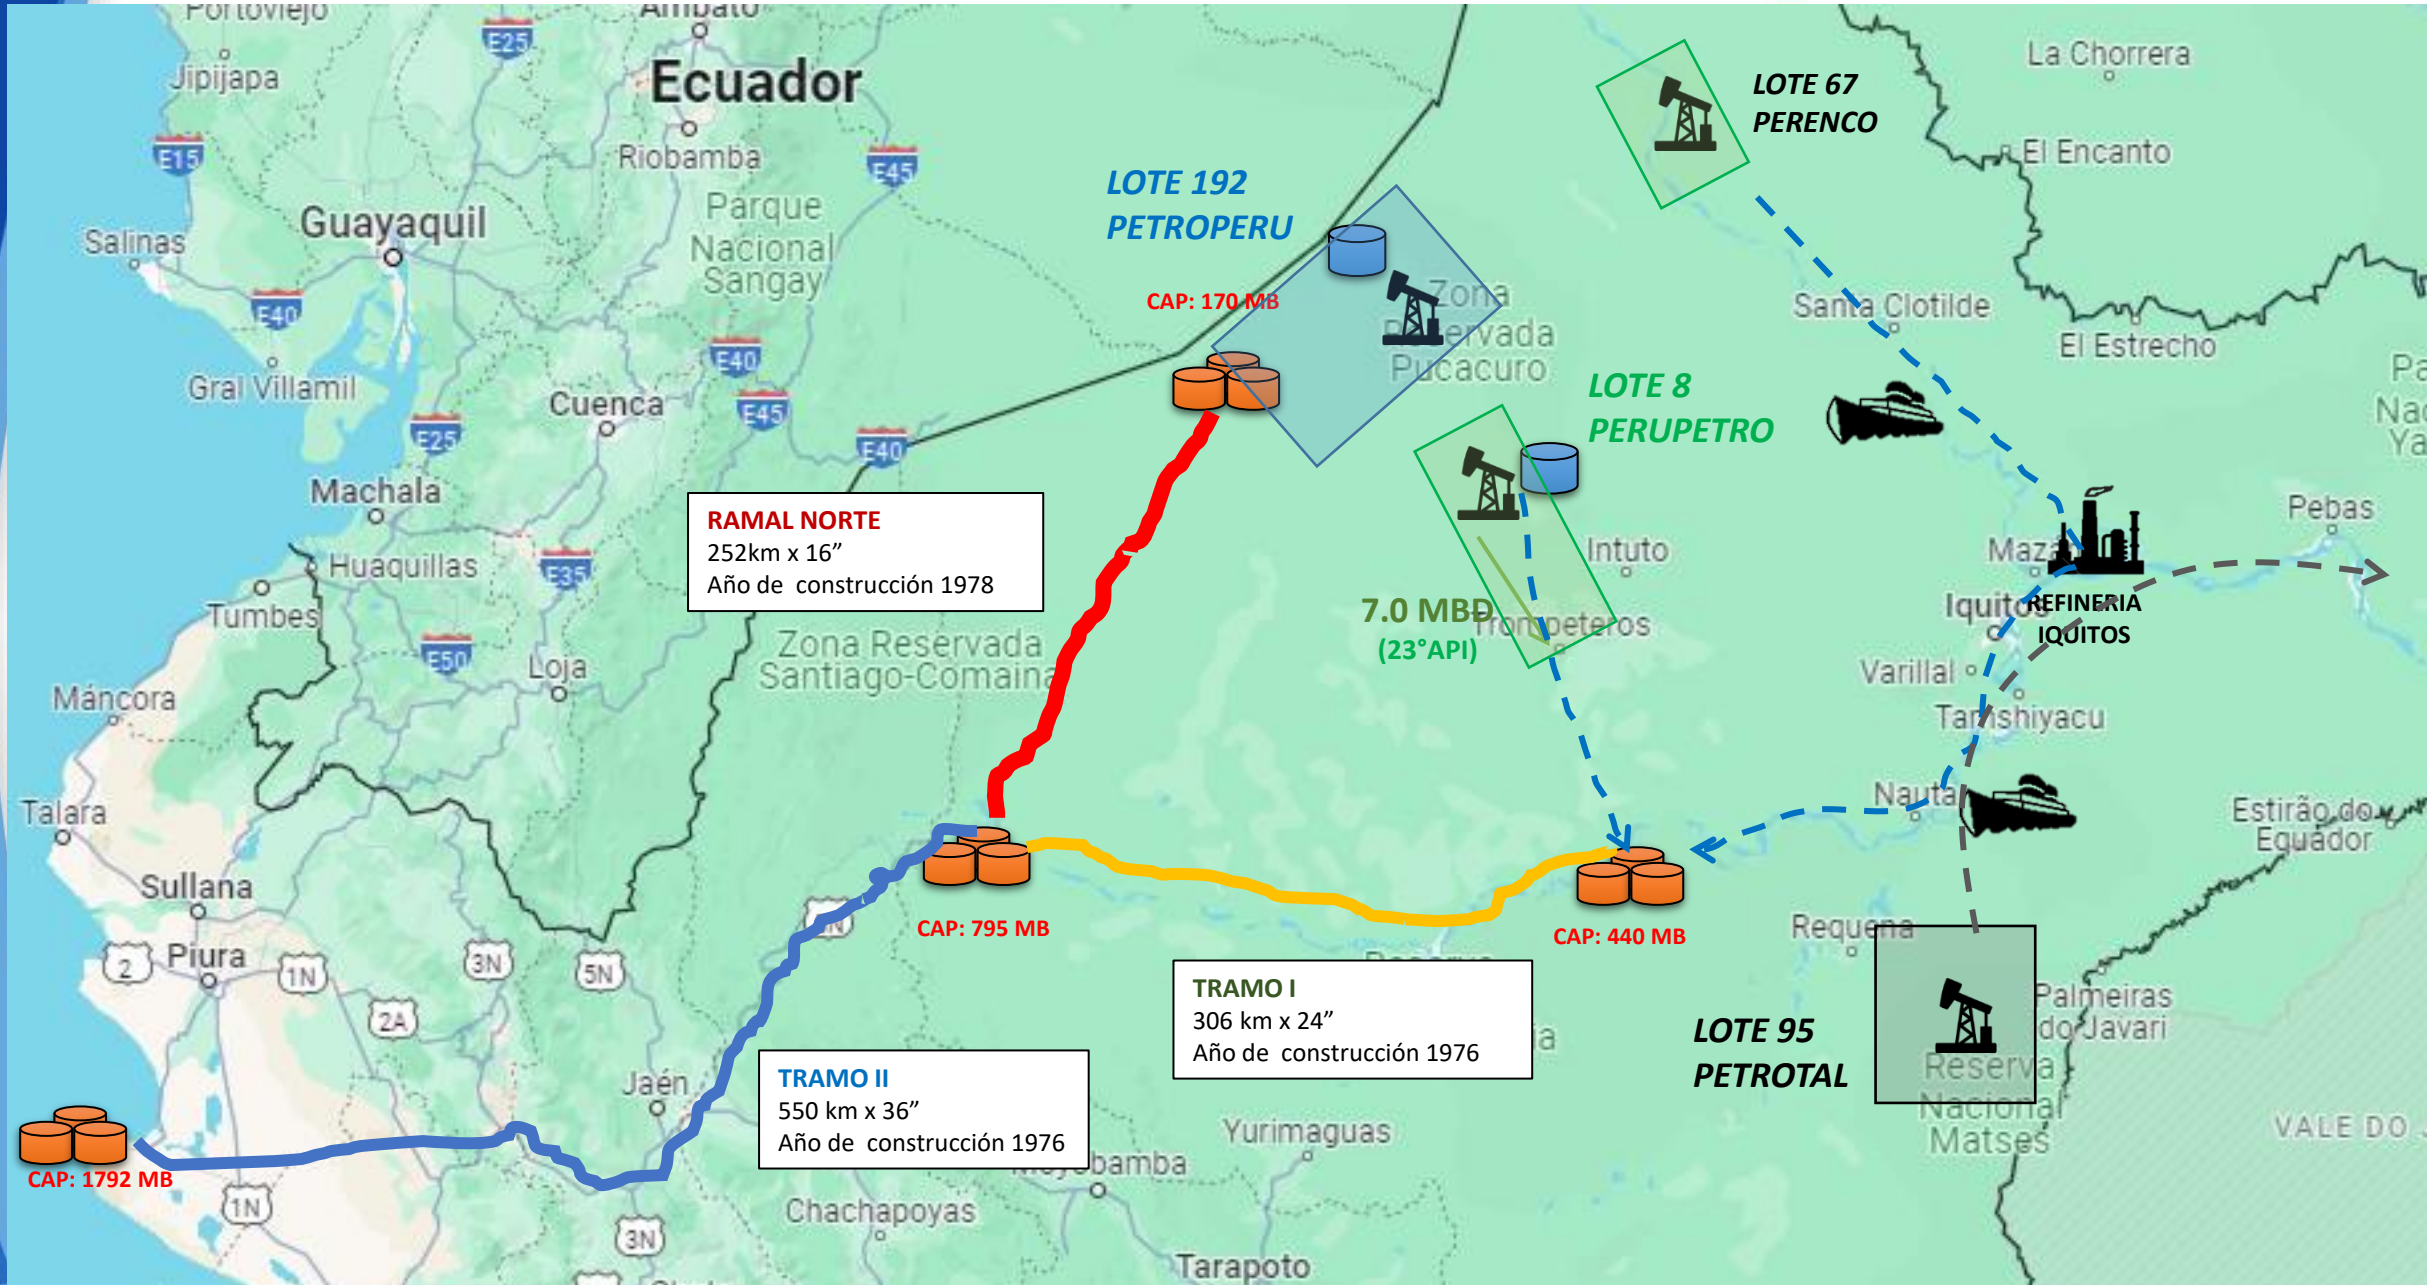 Portoviejo
Ambato
E25
La Chorrera
Jipijapa
Ecuador
LOTE 67
PERENCO
E15
Riobamba
E45
El Encanto
LOTE 192
PETROPERU
Parque
Nacional
Sangay
Guayaquil
Salinas
CAP: 170 MB
Zona
Reservada
Pucacuro
E40
Santa Clotilde
El Estrecho
Gral Villamil
E40
Cuenca
E45
E25
E40
LOTE 8
PERUPETRO
Machala
RAMAL NORTE
252km x 16”
Año de construcción 1978
Pebas
Huaquillas
E35
Intuto
Tumbes
7.0 MBD
(23°API)
Trompeteros
Iquitos
REFINERIA
IQUITOS
E50
Loja
Zona Reservada
Santiago-Comaina
Varillal
Máncora
Tamshiyacu
Talara
Nauta
Estirão do
Equador
Sullana
CAP: 795 MB
CAP: 440 MB
Requena
2
Piura
1N
3N
5N
2A
TRAMO I
306 km x 24”
Año de construcción 1976
LOTE 95
PETROTAL
Palmeiras
do Javari
Reserva
Nacional
Matses
Jaén
TRAMO II
550 km x 36”
Año de construcción 1976
Yurimaguas
VALE DO
CAP: 1792 MB
Moyobamba
1N
3N
Chachapoyas
Tarapoto